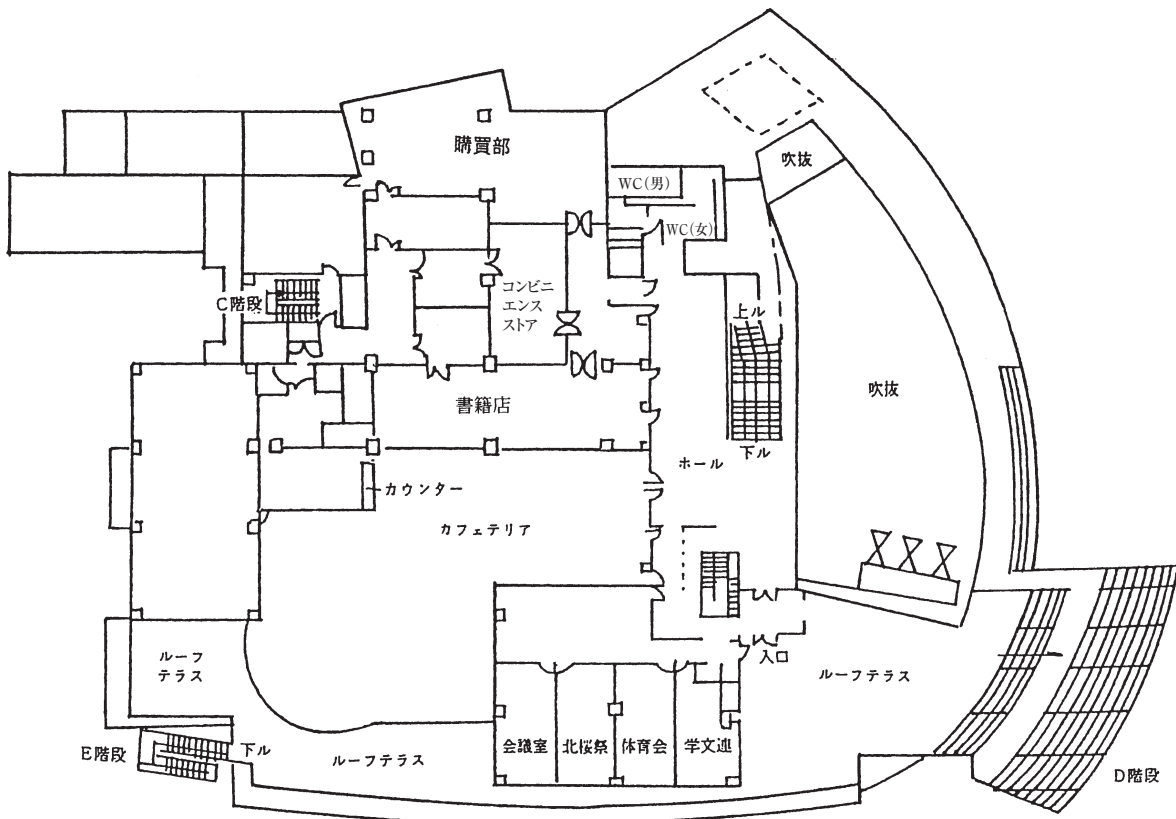 購買部
吹抜
WC(男)
WC(女)
C階段
コンビニ
エンス
ストア
上ル
吹抜
書籍店
下ル
ホール
カウンター
カフェテリア
ルーフ
テラス
入口
ルーフテラス
会議室
北桜祭
体育会
学文連
E階段
下ル
ルーフテラス
D階段